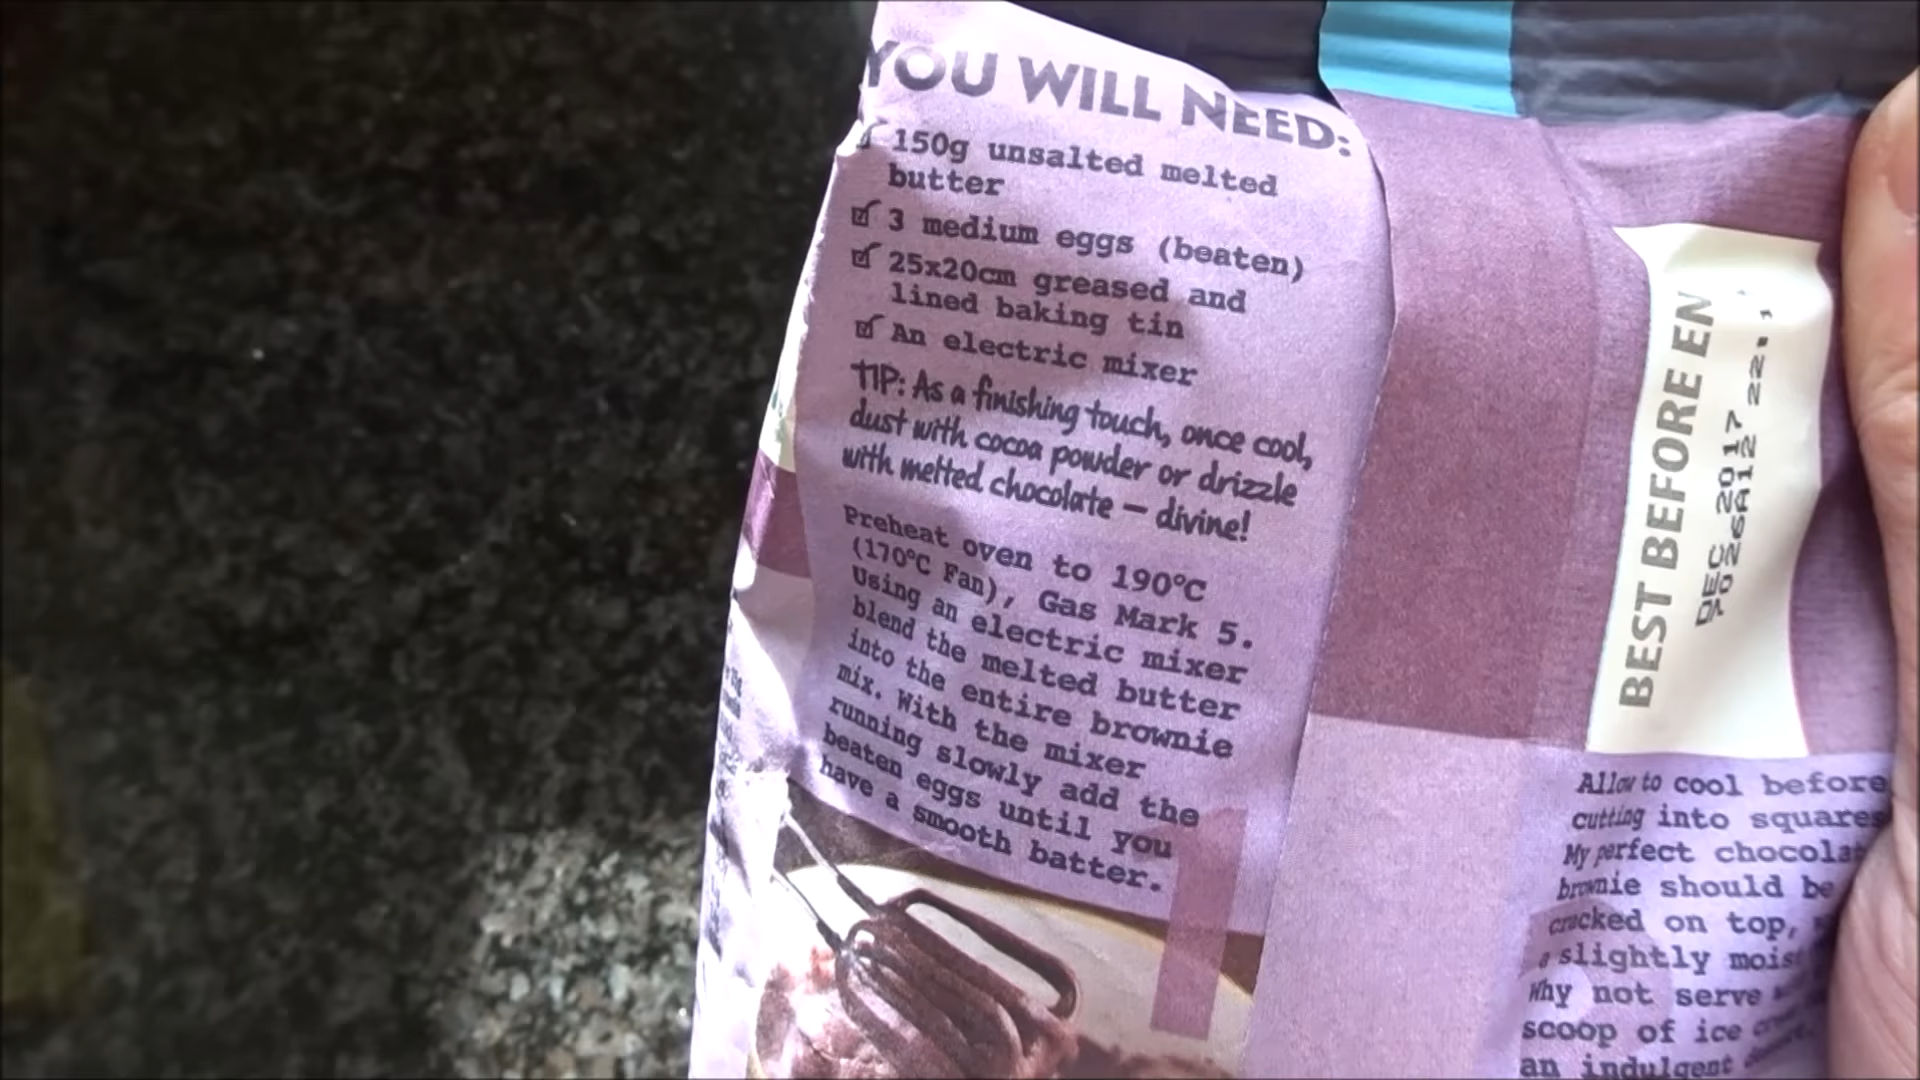 YOU WILL NEED:
150g unsalted melted
butter
3 medium eggs (beaten)
25x20cm greased and
lined baking tin
An electric mixer
TIP: As a finishing touch, once cool,
dust with cocoa powder or drizzle
with melted chocolate – divine!
Preheat oven to 190°C
(170°C Fan), Gas Mark 5.
Using an electric mixer
blend the melted butter
into the entire brownie
mix. With the mixer
running slowly add the
beaten eggs until you
have a smooth batter.
1
BEST BEFORE EN
DEC 2017
7026A12 22:
Allow to cool before
cutting into squares
My perfect chocola
brownie should be
cracked on top,
a slightly mois
Why not serve
scoop of ice
an indulgent